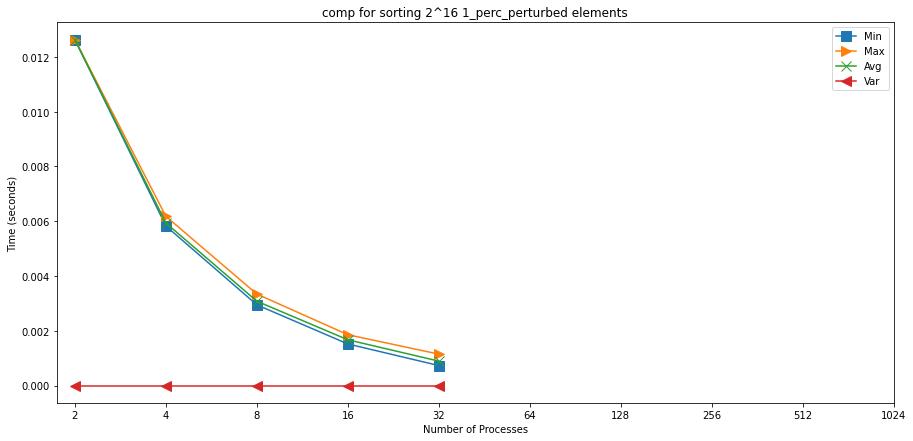 comp for sorting 2^16 1_perc_perturbed elements
Min
Max
Avg
Var
Time (seconds)
0.012
0.010
0.008
0.006
0.004
0.002
0.000
2 4 8 16 32 64 128 256 512 1024
Number of Processes